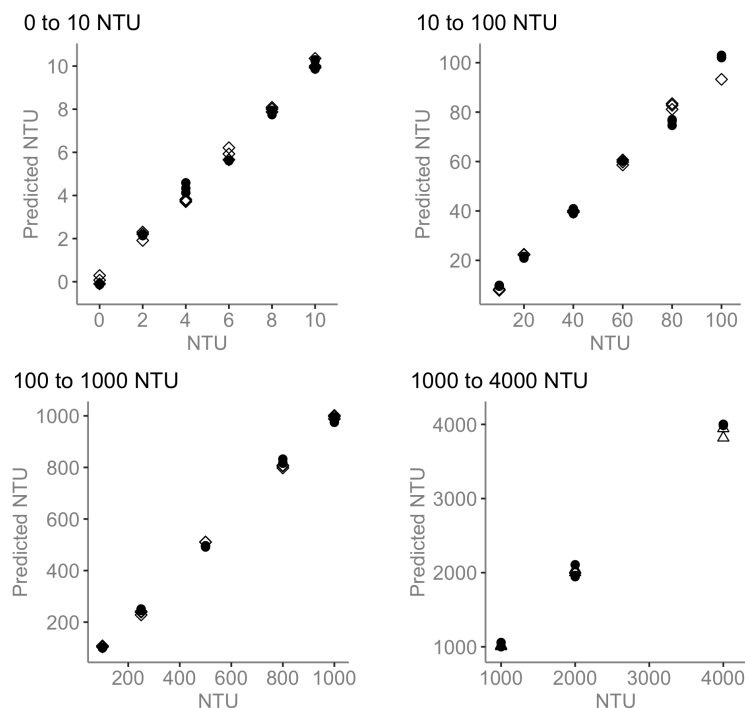 0 to 10 NTU
10
8
6
4
2
0
Predicted NTU
0 2 4 6 8 10
NTU
10 to 100 NTU
100
80
60
40
20
Predicted NTU
20 40 60 80 100
NTU
100 to 1000 NTU
1000
800
600
400
200
Predicted NTU
200 400 600 800 1000
NTU
1000 to 4000 NTU
4000
3000
2000
1000
Predicted NTU
1000 2000 3000 4000
NTU